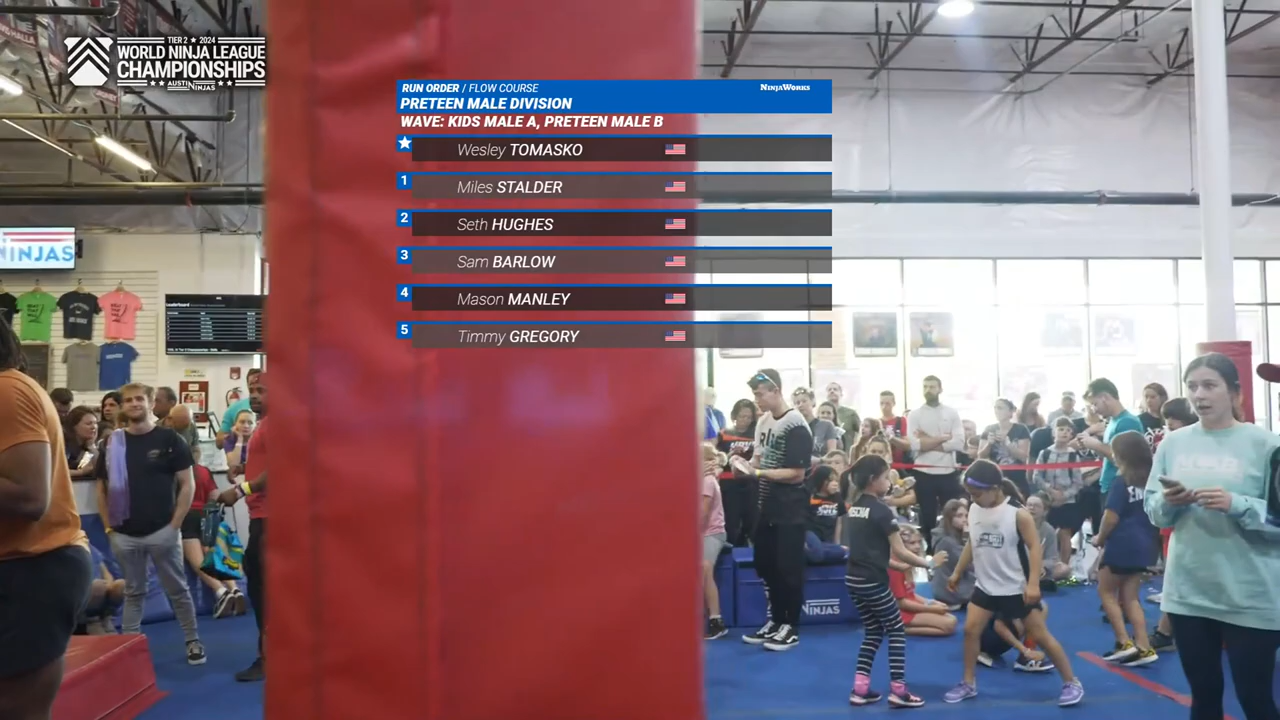 TIER 2 ★ 2024
WORLD NINJA LEAGUE
CHAMPIONSHIPS
AUSTIN NINJAS
RUN ORDER / FLOW COURSE
NINJAWORKS
PRETEEN MALE DIVISION
WAVE: KIDS MALE A, PRETEEN MALE B
Wesley TOMASKO
1 Miles STALDER
2 Seth HUGHES
3 Sam BARLOW
4 Mason MANLEY
5 Timmy GREGORY
NINJAS
Leaderboard
NINJAS